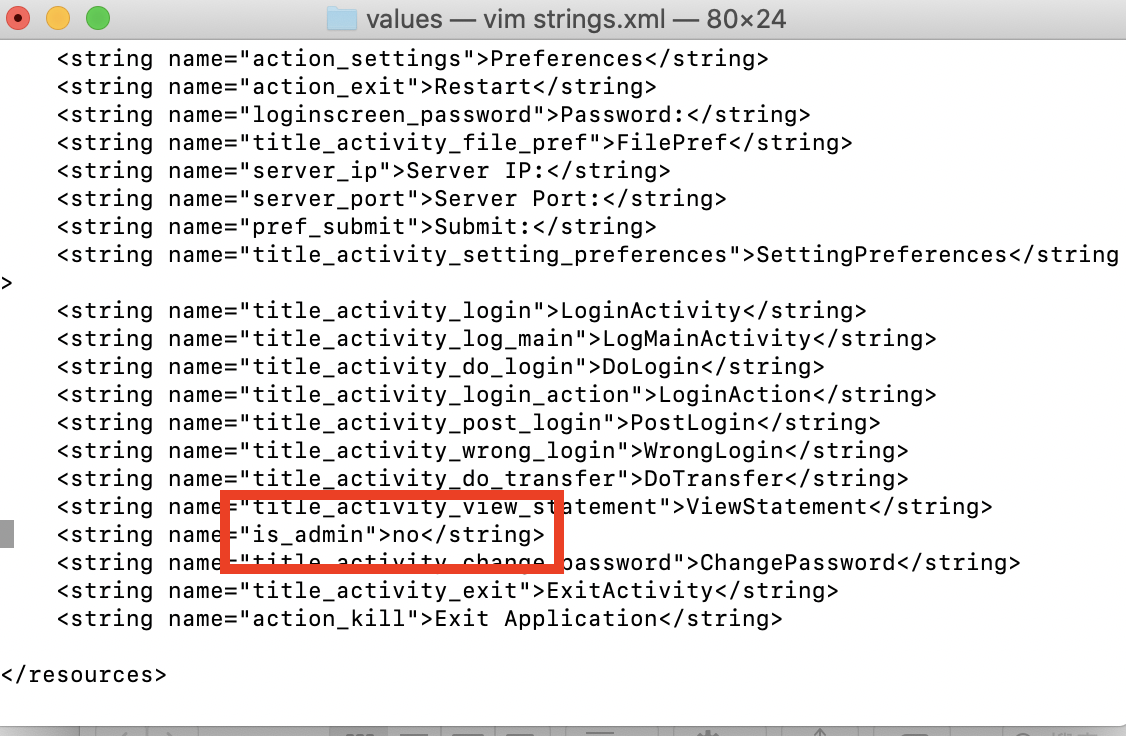 values — vim strings.xml — 80×24
<string name="action_settings">Preferences</string>
<string name="action_exit">Restart</string>
<string name="loginscreen_password">Password:</string>
<string name="title_activity_file_pref">FilePref</string>
<string name="server_ip">Server IP:</string>
<string name="server_port">Server Port:</string>
<string name="pref_submit">Submit:</string>
<string name="title_activity_setting_preferences">SettingPreferences</string
>
<string name="title_activity_login">LoginActivity</string>
<string name="title_activity_log_main">LogMainActivity</string>
<string name="title_activity_do_login">DoLogin</string>
<string name="title_activity_login_action">LoginAction</string>
<string name="title_activity_post_login">PostLogin</string>
<string name="title_activity_wrong_login">WrongLogin</string>
<string name="title_activity_do_transfer">DoTransfer</string>
<string name="title_activity_view_statement">ViewStatement</string>
<string name="is_admin">no</string>
<string name="title_activity_change_password">ChangePassword</string>
<string name="title_activity_exit">ExitActivity</string>
<string name="action_kill">Exit Application</string>
</resources>